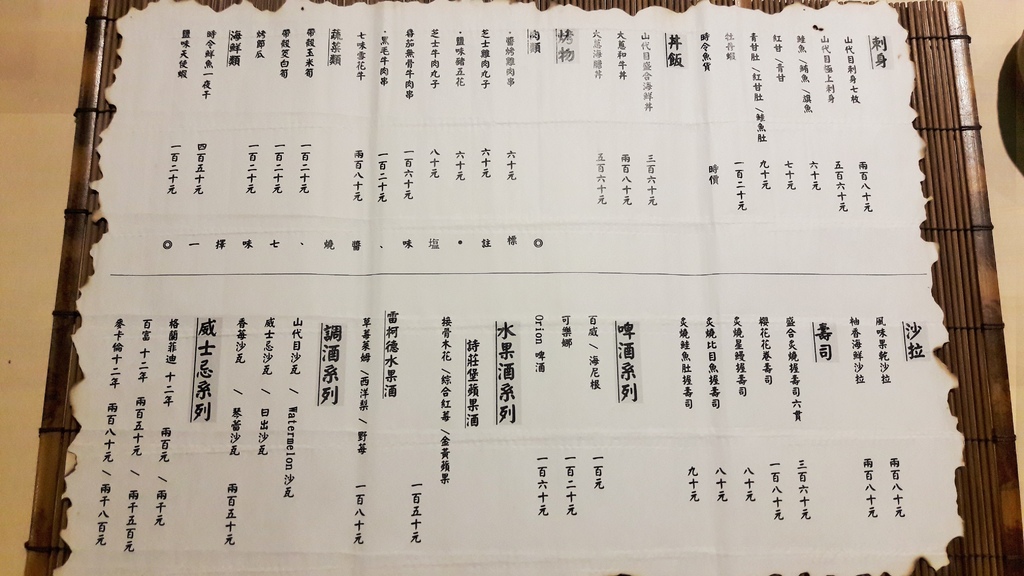 刺身
山代目刺身七枚 兩百八十元
山代目極上刺身 五百六十元
鮭魚/鮪魚/旗魚 六十元
紅甘/青甘 七十元
青甘肚/紅甘肚/鮭魚肚 九十元
牡丹蝦 一百二十元
時令魚貨 時價
丼飯
山代目盛合海鮮丼 三百六十元
火蔥和牛丼 兩百八十元
火蔥海膽丼 五百六十元
烤物
肉類
·醬烤雞肉串 六十元
芝士雞肉丸子 六十元
·鹽味豬五花 六十元
芝士牛肉丸子 八十元
蕃茄無骨牛肉串 一百六十元
·黑毛牛肉串 一百二十元
七味雪花牛 兩百八十元
蔬菜類
帶殼玉米筍 一百二十元
帶殼茭白筍 一百二十元
烤節瓜 一百二十元
海鮮類
時令鮮魚一夜干 四百五十元
鹽味天使蝦 一百二十元
◎標註•塩味、醬燒、七味擇一◎
沙拉
風味果乾沙拉 兩百八十元
柚香海鮮沙拉 兩百八十元
壽司
盛合炙燒握壽司六貫 三百六十元
櫻花花卷壽司 一百八十元
炙燒星鰻握壽司 八十元
炙燒比目魚握壽司 八十元
炙燒鮭魚肚握壽司 九十元
啤酒系列
百威/海尼根 一百元
可樂娜 一百二十元
Orion 啤酒 一百六十元
水果酒系列
詩莊堡蘋果酒
接骨木花/綜合紅莓/金黃蘋果 一百五十元
雷柯德水果酒
草莓萊姆/西洋梨/野莓 一百八十元
調酒系列
山代目沙瓦/Watermelon沙瓦
威士忌沙瓦/日出沙瓦
香莓沙瓦/琴蕾沙瓦 兩百五十元
威士忌系列
格蘭菲迪 十二年 兩百元/兩千元
百富 十二年 兩百五十元/兩千五百元
麥卡倫十二年 兩百八十元/兩千八百元